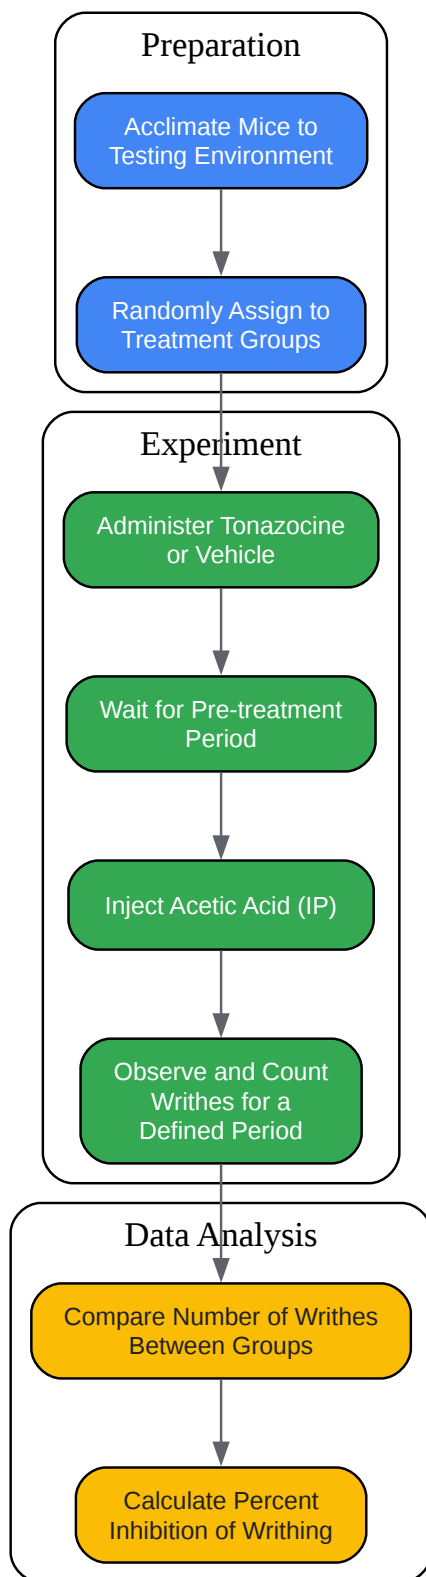 Preparation
Acclimate Mice to
Testing Environment
Randomly Assign to
Treatment Groups
Experiment
Administer Tonazocine
or Vehicle
Wait for Pre-treatment
Period
Inject Acetic Acid (IP)
Observe and Count
Writhes for a
Defined Period
Data Analysis
Compare Number of Writhes
Between Groups
Calculate Percent
Inhibition of Writhing